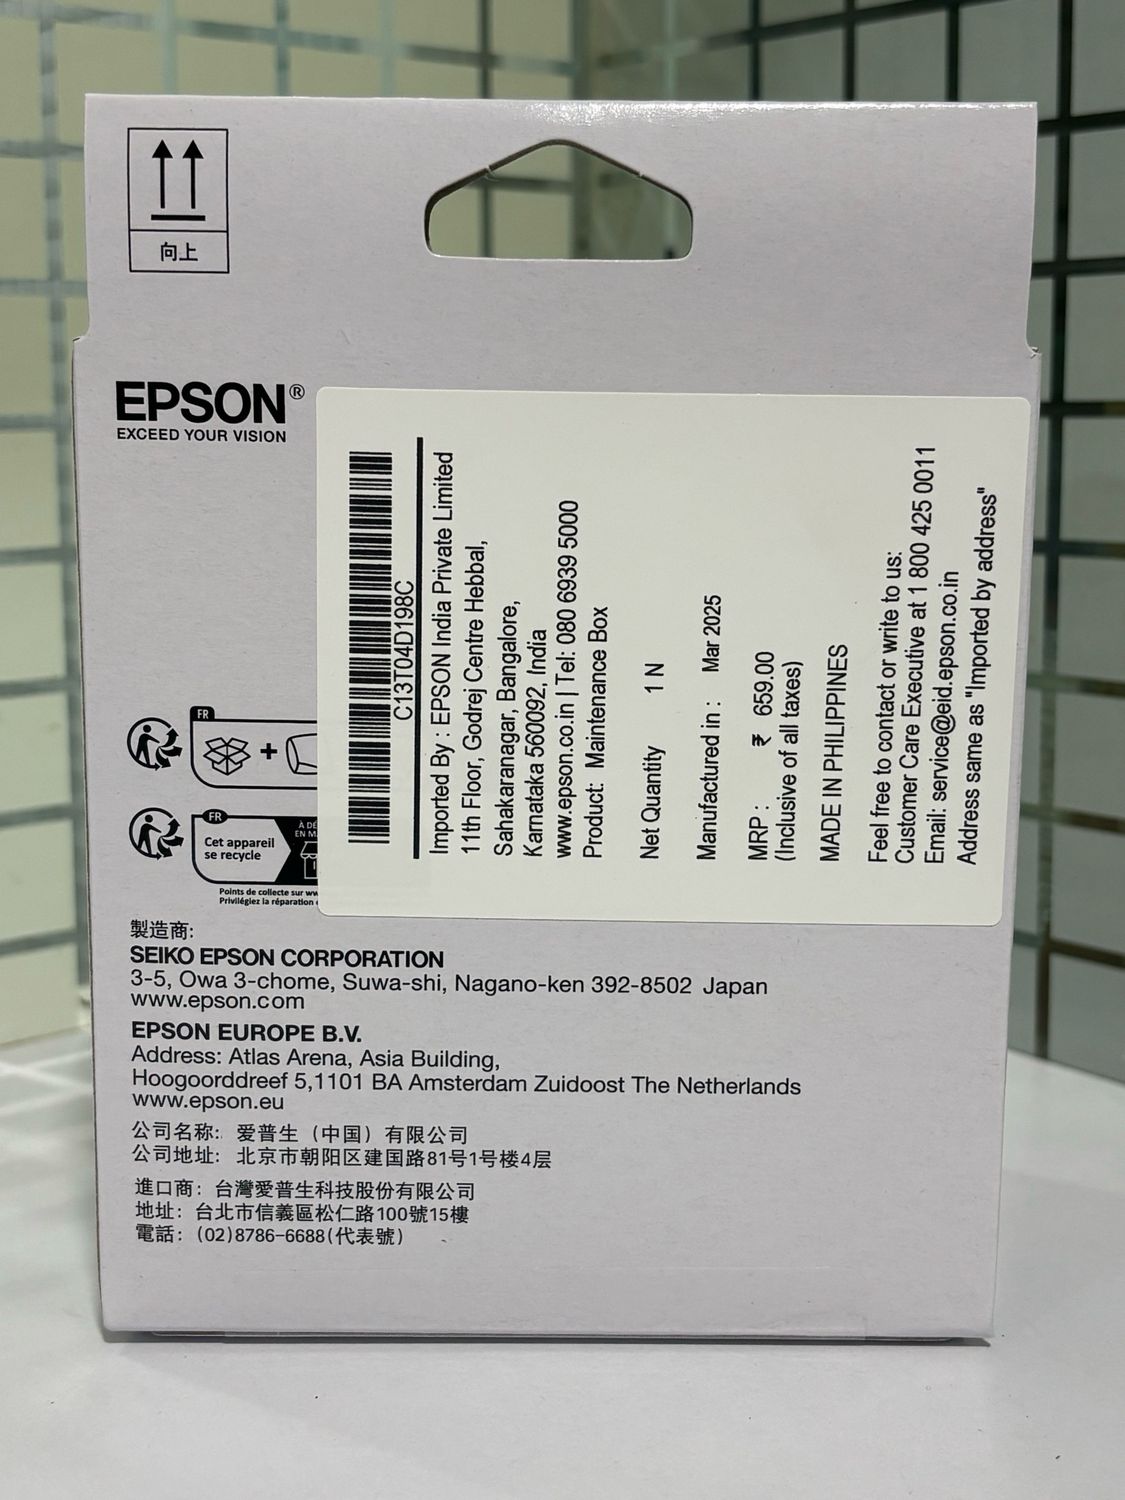 向上
EPSON®
EXCEED YOUR VISION
C13T04D198C
Imported By : EPSON India Private Limited
11th Floor, Godrej Centre Hebbal,
Sahakaranagar, Bangalore,
Karnataka 560092, India
www.epson.co.in | Tel: 080 6939 5000
Product: Maintenance Box
Net Quantity 1 N
Manufactured in : Mar 2025
MRP : ₹ 659.00
(Inclusive of all taxes)
MADE IN PHILIPPINES
Feel free to contact or write to us:
Customer Care Executive at 1 800 425 0011
Email: service@eid.epson.co.in
Address same as "Imported by address"
FR
+
FR
Cet appareil
se recycle
À
EN
Points de collecte sur
Privilégiez la réparation
製造商:
SEIKO EPSON CORPORATION
3-5, Owa 3-chome, Suwa-shi, Nagano-ken 392-8502 Japan
www.epson.com
EPSON EUROPE B.V.
Address: Atlas Arena, Asia Building,
Hoogoorddreef 5,1101 BA Amsterdam Zuidoost The Netherlands
www.epson.eu
公司名称: 爱普生（中国）有限公司
公司地址: 北京市朝阳区建国路81号1号楼4层
進口商: 台灣愛普生科技股份有限公司
地址: 台北市信義區松仁路100號15樓
電話: (02)8786-6688(代表號)